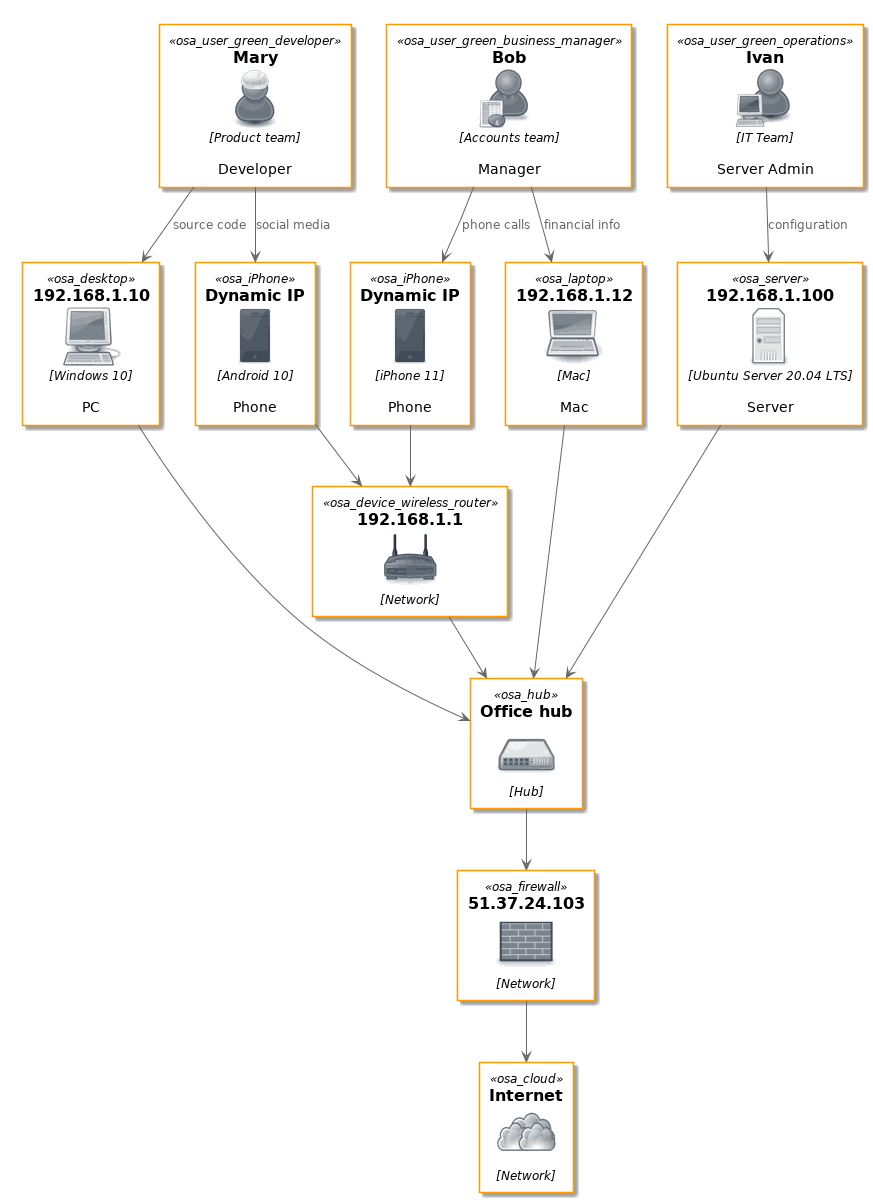 «osa_user_green_developer»
Mary
[Product team]
Developer
«osa_user_green_business_manager»
Bob
[Accounts team]
Manager
«osa_user_green_operations»
Ivan
[IT Team]
Server Admin
source code
social media
phone calls
financial info
configuration
«osa_desktop»
192.168.1.10
[Windows 10]
PC
«osa_iPhone»
Dynamic IP
[Android 10]
Phone
«osa_iPhone»
Dynamic IP
[iPhone 11]
Phone
«osa_laptop»
192.168.1.12
[Mac]
Mac
«osa_server»
192.168.1.100
[Ubuntu Server 20.04 LTS]
Server
«osa_device_wireless_router»
192.168.1.1
[Network]
«osa_hub»
Office hub
[Hub]
«osa_firewall»
51.37.24.103
[Network]
«osa_cloud»
Internet
[Network]